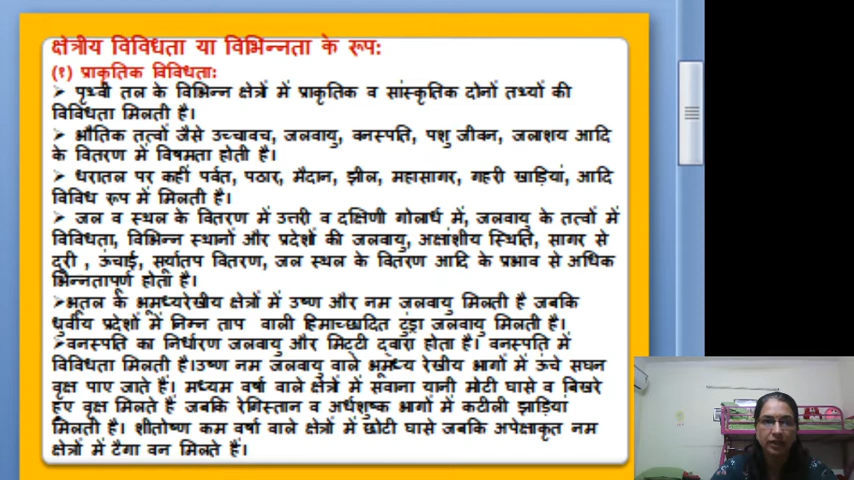 क्षेत्रीय विविधता या विभिन्नता के रूप:
(१) प्राकृतिक विविधता:
➢ पृथ्वी तल के विभिन्न क्षेत्रों में प्राकृतिक व सांस्कृतिक दोनों तथ्यों की
विविधता मिलती है।
➢ भौतिक तत्वों जैसे उच्चावच, जलवायु, वनस्पति, पशु जीवन, जलाशय आदि
के वितरण में विषमता होती है।
➢ धरातल पर कहीं पर्वत, पठार, मैदान, झील, महासागर, गहरी खाड़ियां, आदि
विविध रूप में मिलती है।
➢ जल व स्थल के वितरण में उत्तरी व दक्षिणी गोलार्ध में, जलवायु के तत्वों में
विविधता, विभिन्न स्थानों और प्रदेशों की जलवायु, अक्षांशीय स्थिति, सागर से
दूरी , ऊंचाई, सूर्यातप वितरण, जल स्थल के वितरण आदि के प्रभाव से अधिक
भिन्नतापूर्ण होता है।
➢भूतल के भूमध्यरेखीय क्षेत्रों में उष्ण और नम जलवायु मिलती है जबकि
ध्रुवीय प्रदेशों में निम्न ताप वाली हिमाच्छादित टुंड्रा जलवायु मिलती है।
➢वनस्पति का निर्धारण जलवायु और मिट्टी द्वारा होता है। वनस्पति में
विविधता मिलती है।उष्ण नम जलवायु वाले भूमध्य रेखीय भागों में ऊंचे सघन
वृक्ष पाए जाते हैं। मध्यम वर्षा वाले क्षेत्रों में सवाना यानी मोटी घासे व बिखरे
हुए वृक्ष मिलते हैं जबकि रेगिस्तान व अर्धशुष्क भागों में कटीली झाड़ियां
मिलती है। शीतोष्ण कम वर्षा वाले क्षेत्रों में छोटी घासे जबकि अपेक्षाकृत नम
क्षेत्रों में टैगा वन मिलते हैं।